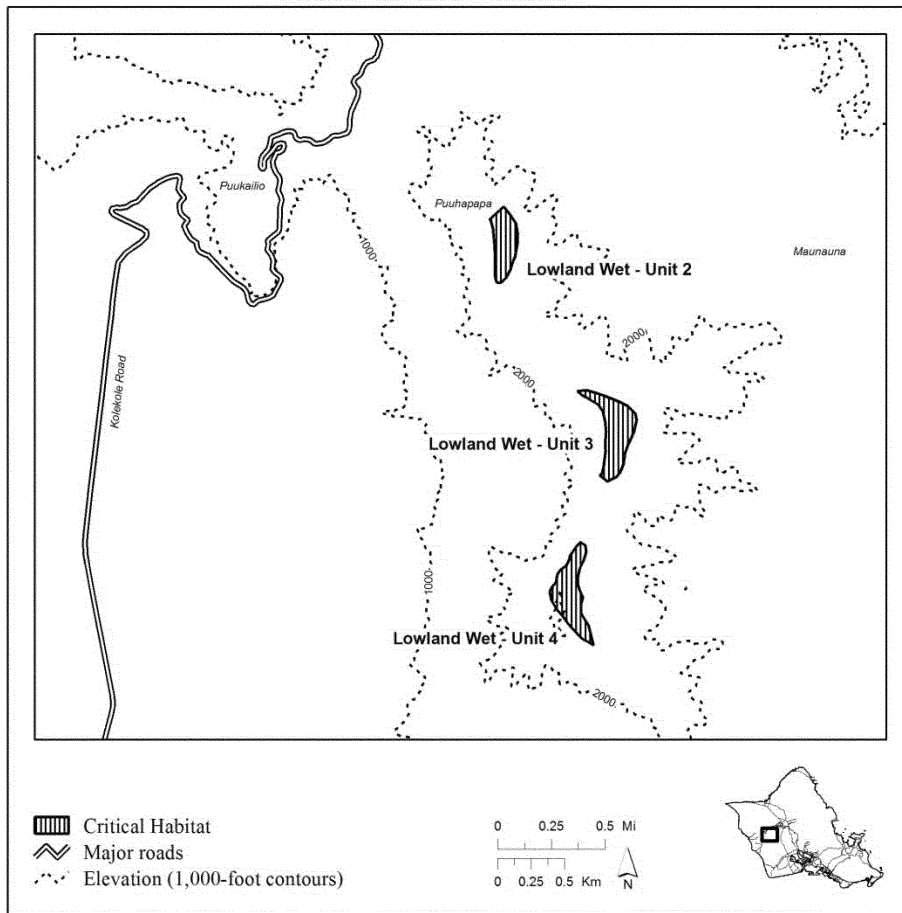 Puukailio
Puuhapapa
Maunauna
1000
Lowland Wet - Unit 2
2000
Kolekole Road
2000
Lowland Wet - Unit 3
1000
Lowland Wet - Unit 4
2000
Critical Habitat
Major roads
Elevation (1,000-foot contours)
0 0.25 0.5 Mi
0 0.25 0.5 Km
N